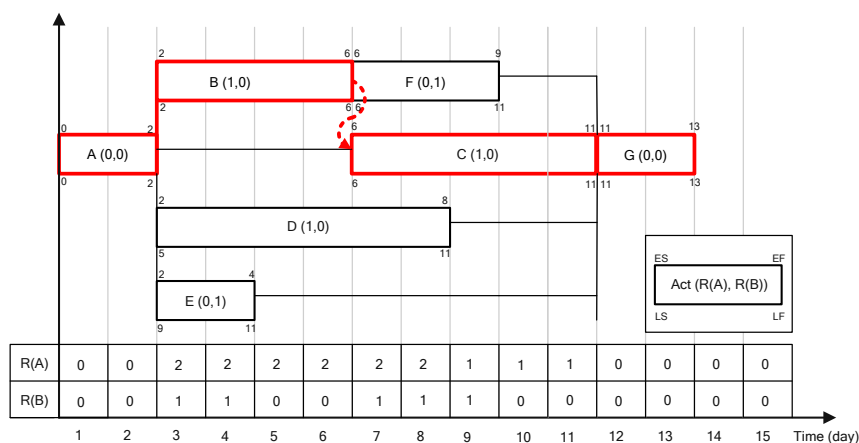 2 6 6 9
B (1,0) F (0,1)
2 6 6 11
0 2 6 11 11 13
A (0,0) C (1,0) G (0,0)
0 2 6 11 11 13
2 8
D (1,0)
5 11
2 4
E (0,1)
9 11
ES EF
Act (R(A), R(B))
LS LF
R(A) 0 0 2 2 2 2 2 2 1 1 1 0 0 0 0
R(B) 0 0 1 1 0 0 1 1 1 0 0 0 0 0 0
1 2 3 4 5 6 7 8 9 10 11 12 13 14 15 Time (day)